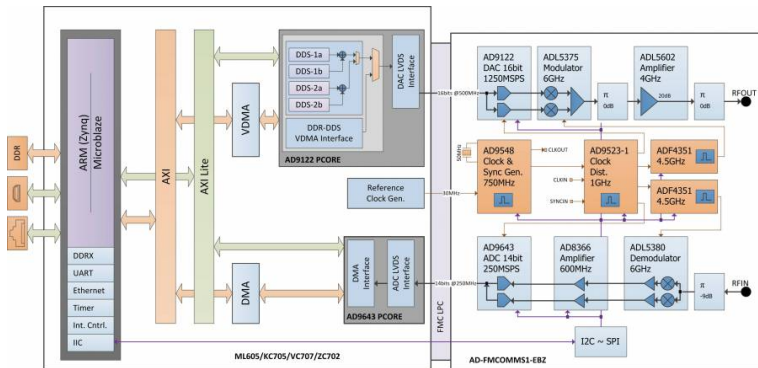 DDR
ARM (Zynq)
Microblaze
DDRX
UART
Ethernet
Timer
Int. Cntrl.
IIC
AXI
AXI Lite
VDMA
DMA
DDS-1a
DDS-1b
DDS-2a
DDS-2b
DDR-DDS
VDMA Interface
DAC LVDS
Interface
AD9122 PCORE
Reference
Clock Gen.
DMA
Interface
ADC LVDS
Interface
AD9643 PCORE
ML605/KC705/VC707/ZC702
FMC LPC
16bits @500MHz
30MHz
14bits @250MHz
AD9122
DAC 16bit
1250MSPS
ADL5375
Modulator
6GHz
π
0dB
ADL5602
Amplifier
4GHz
20dB
π
0dB
RFOUT
50MHz
AD9548
Clock &
Sync Gen.
750MHz
CLKOUT
CLKIN
SYNCIN
AD9523-1
Clock
Dist.
1GHz
ADF4351
4.5GHz
ADF4351
4.5GHz
AD9643
ADC 14bit
250MSPS
AD8366
Amplifier
600MHz
ADL5380
Demodulator
6GHz
π
-9dB
RFIN
I2C ~ SPI
AD-FMCOMMS1-EBZ